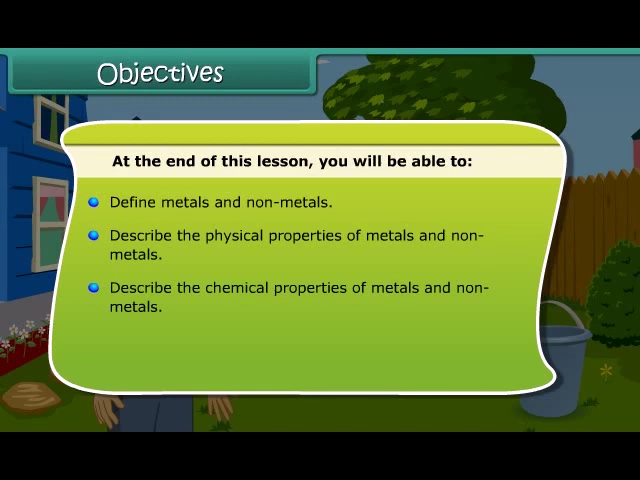 Objectives
At the end of this lesson, you will be able to:
Define metals and non-metals.
Describe the physical properties of metals and non-
metals.
Describe the chemical properties of metals and non-
metals.